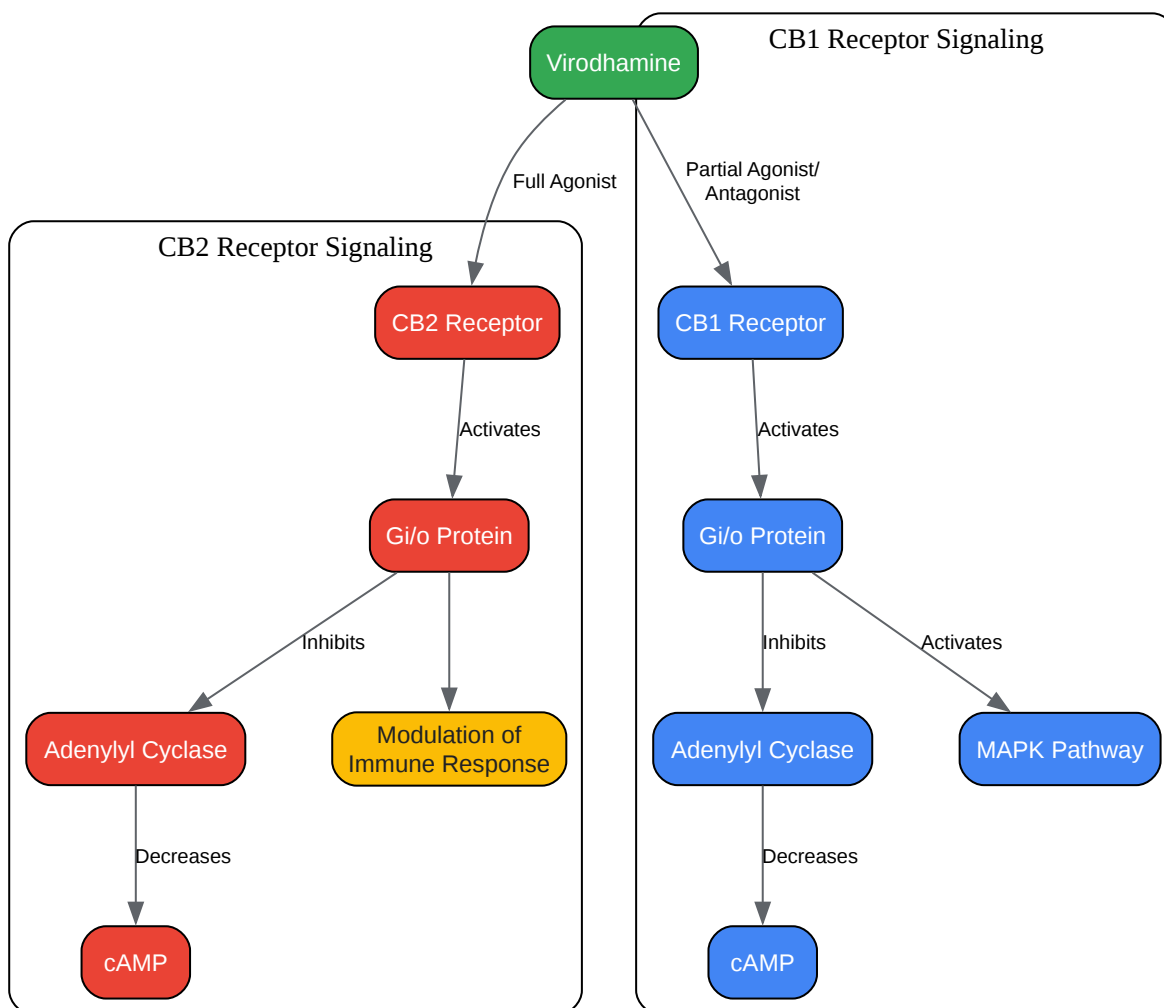 CB1 Receptor Signaling
Virodhamine
Full Agonist
Partial Agonist/
Antagonist
CB2 Receptor Signaling
CB2 Receptor
CB1 Receptor
Activates
Activates
Gi/o Protein
Gi/o Protein
Inhibits
Inhibits
Activates
Adenylyl Cyclase
Modulation of
Immune Response
Adenylyl Cyclase
MAPK Pathway
Decreases
Decreases
cAMP
cAMP